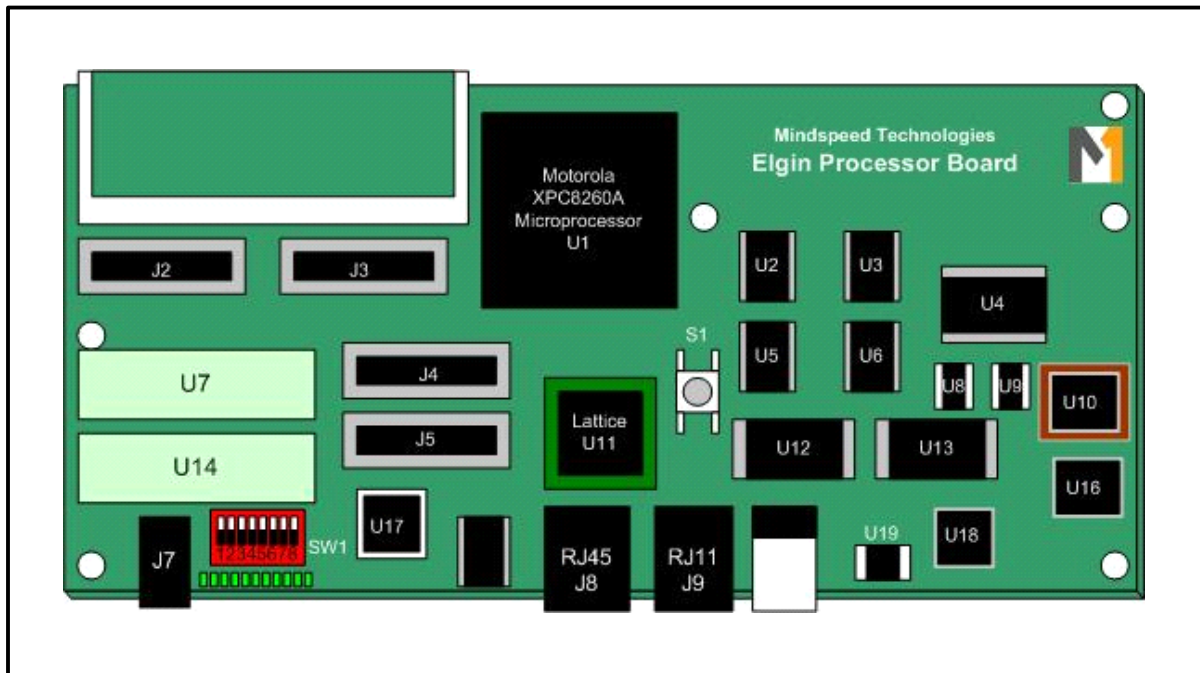 Mindspeed Technologies
Elgin Processor Board
Motorola
XPC8260A
Microprocessor
U1
J2
J3
U2
U3
U4
S1
U5
U6
U7
J4
U8
U9
U10
Lattice
U11
J5
U12
U13
U14
U16
U17
12345678
SW1
J7
RJ45
J8
RJ11
J9
U19
U18